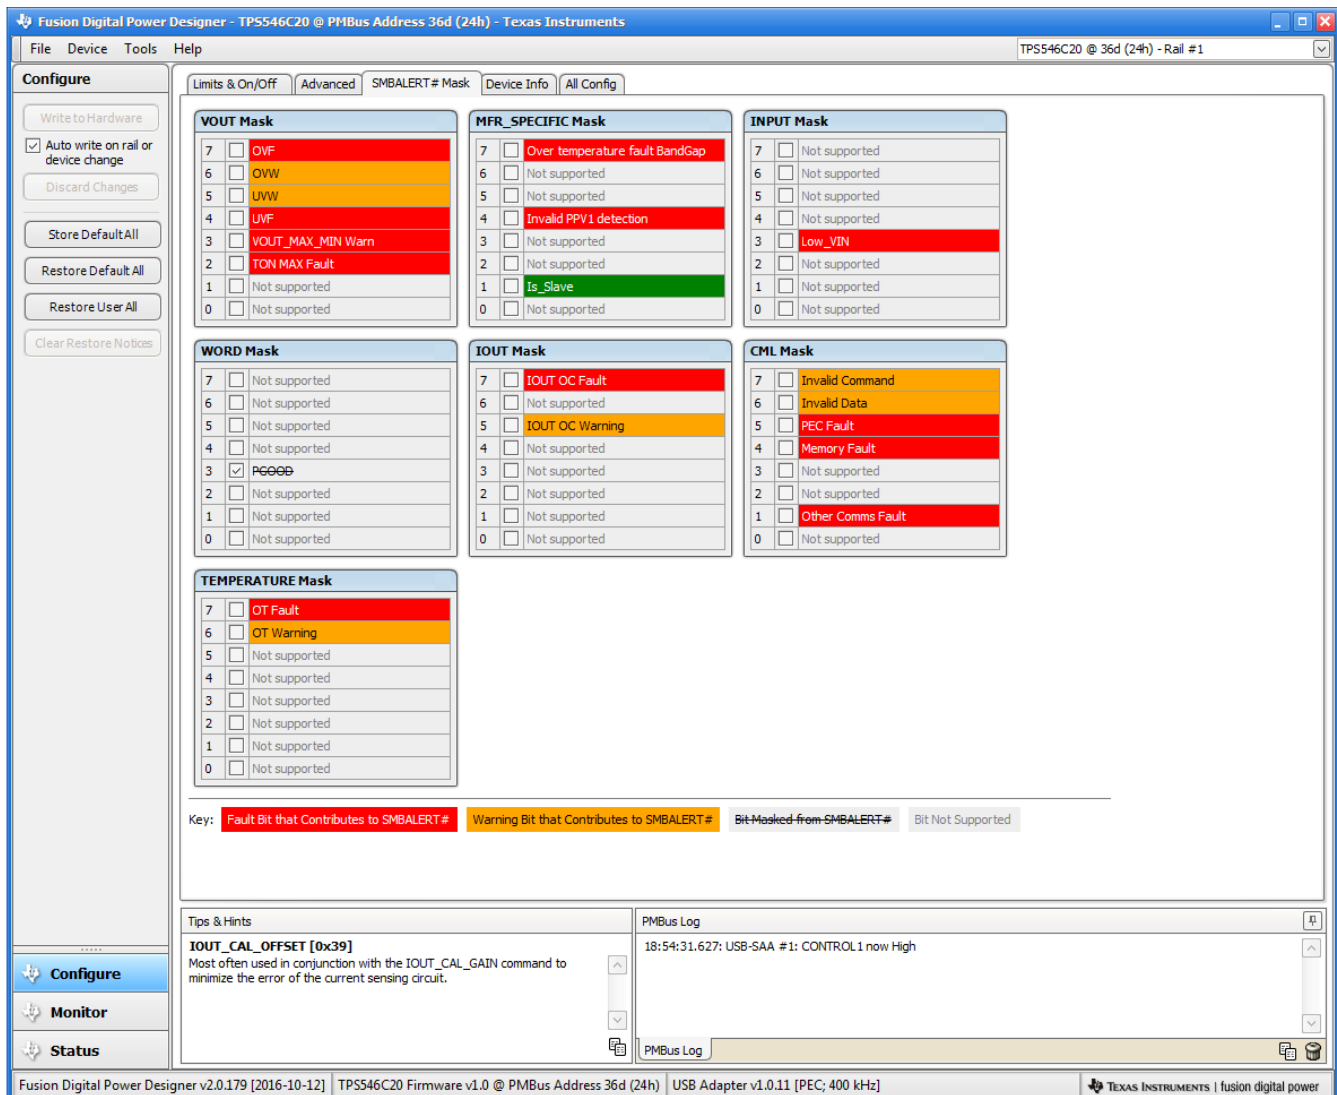 Fusion Digital Power Designer - TPS546C20 @ PMBus Address 36d (24h) - Texas Instruments
File Device Tools Help
TPS546C20 @ 36d (24h) - Rail #1
Configure
Write to Hardware
Auto write on rail or
device change
Discard Changes
Store Default All
Restore Default All
Restore User All
Clear Restore Notices
Limits & On/Off Advanced SMBALERT# Mask Device Info All Config
VOUT Mask
7 OVF
6 OVW
5 UVW
4 UVF
3 VOUT_MAX_MIN Warn
2 TON MAX Fault
1 Not supported
0 Not supported
MFR_SPECIFIC Mask
7 Over temperature fault BandGap
6 Not supported
5 Not supported
4 Invalid PPV1 detection
3 Not supported
2 Not supported
1 Is_Slave
0 Not supported
INPUT Mask
7 Not supported
6 Not supported
5 Not supported
4 Not supported
3 Low_VIN
2 Not supported
1 Not supported
0 Not supported
WORD Mask
7 Not supported
6 Not supported
5 Not supported
4 Not supported
3 PGOOD
2 Not supported
1 Not supported
0 Not supported
IOUT Mask
7 IOUT OC Fault
6 Not supported
5 IOUT OC Warning
4 Not supported
3 Not supported
2 Not supported
1 Not supported
0 Not supported
CML Mask
7 Invalid Command
6 Invalid Data
5 PEC Fault
4 Memory Fault
3 Not supported
2 Not supported
1 Other Comms Fault
0 Not supported
TEMPERATURE Mask
7 OT Fault
6 OT Warning
5 Not supported
4 Not supported
3 Not supported
2 Not supported
1 Not supported
0 Not supported
Key: Fault Bit that Contributes to SMBALERT# Warning Bit that Contributes to SMBALERT# Bit Masked from SMBALERT# Bit Not Supported
Tips & Hints
IOUT_CAL_OFFSET [0x39]
Most often used in conjunction with the IOUT_CAL_GAIN command to
minimize the error of the current sensing circuit.
PMBus Log
18:54:31.627: USB-SAA #1: CONTROL1 now High
PMBus Log
Configure
Monitor
Status
Fusion Digital Power Designer v2.0.179 [2016-10-12] TPS546C20 Firmware v1.0 @ PMBus Address 36d (24h) USB Adapter v1.0.11 [PEC; 400 kHz] TEXAS INSTRUMENTS | fusion digital power